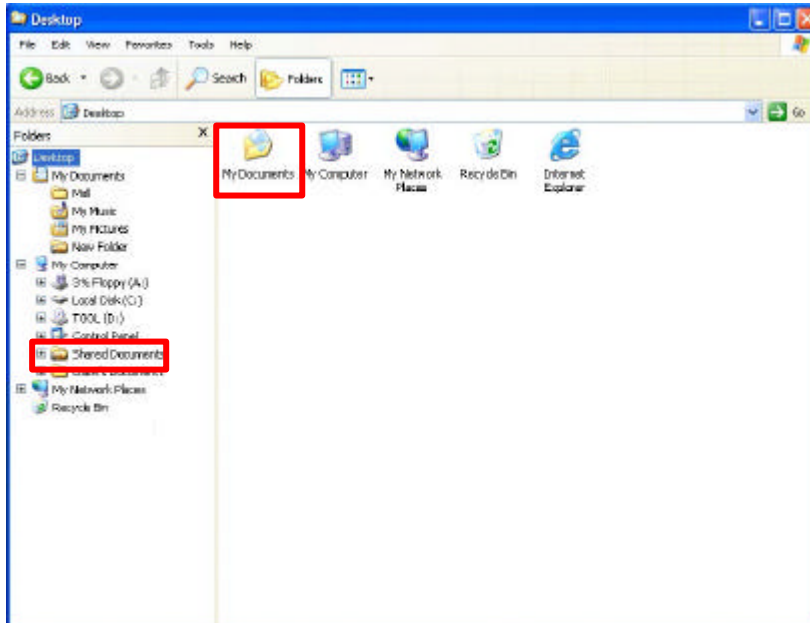 Desktop
File Edit View Favorites Tools Help
Back Search Folders
Address Desktop Go
Folders X
Desktop
My Documents
My Music
My Pictures
New Folder
My Computer
3½ Floppy (A:)
Local Disk (C:)
TOOL (D:)
Control Panel
Shared Documents
My Network Places
Recycle Bin
My Documents My Computer My Network Places Recycle Bin Internet Explorer